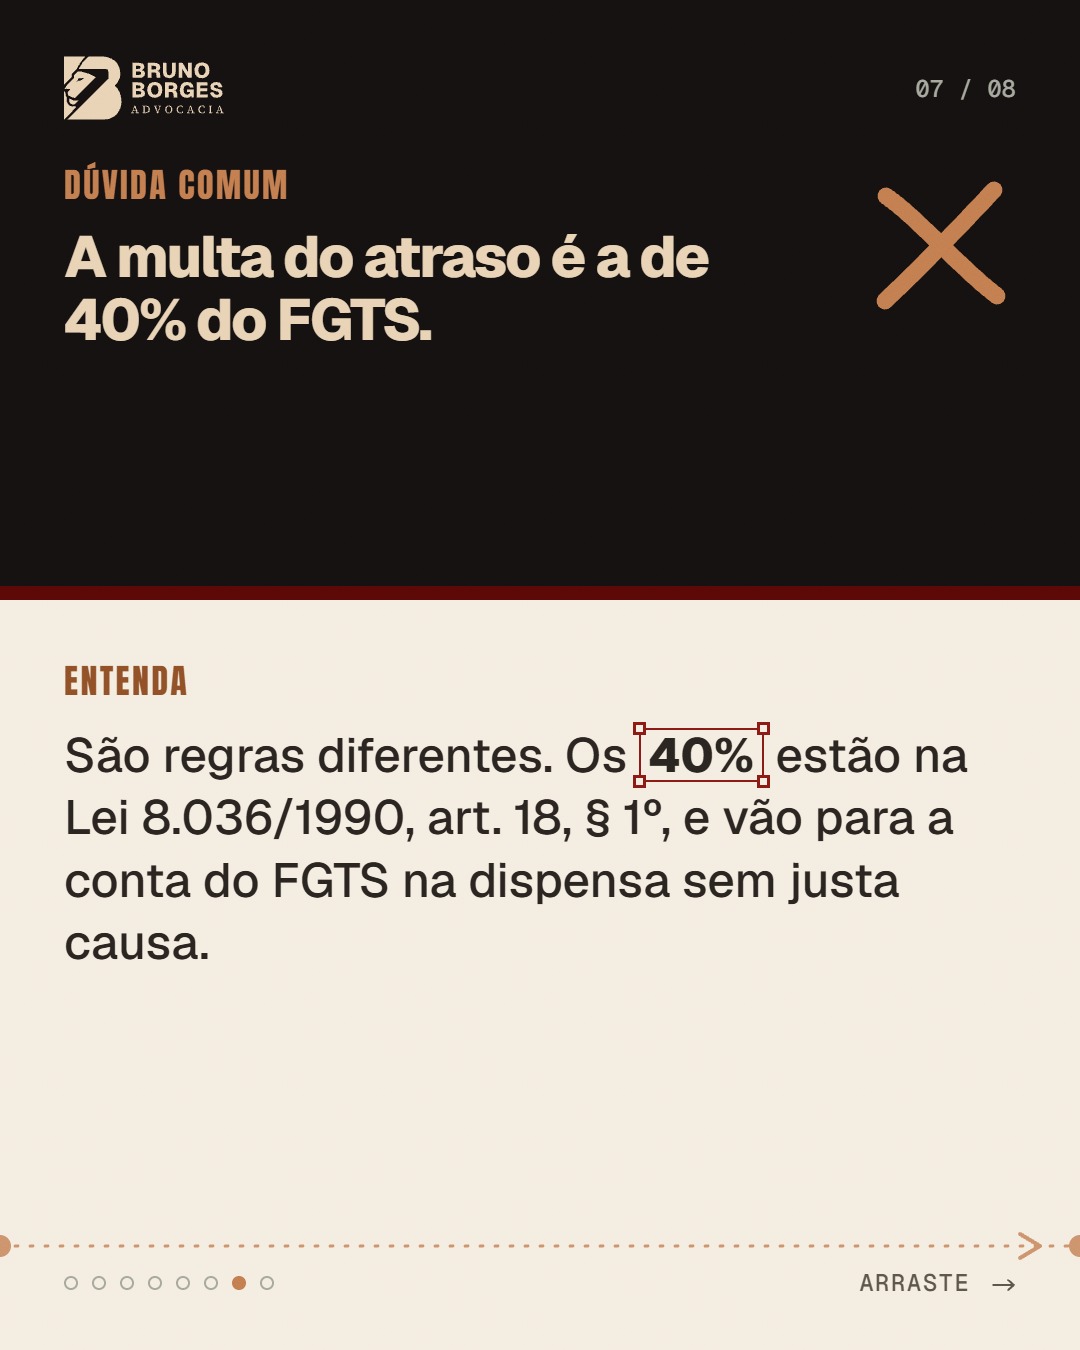 BRUNO
BORGES
ADVOCACIA
07 / 08
DÚVIDA COMUM
A multa do atraso é a de
40% do FGTS.
ENTENDA
São regras diferentes. Os 40% estão na
Lei 8.036/1990, art. 18, § 1º, e vão para a
conta do FGTS na dispensa sem justa
causa.
ARRASTE →